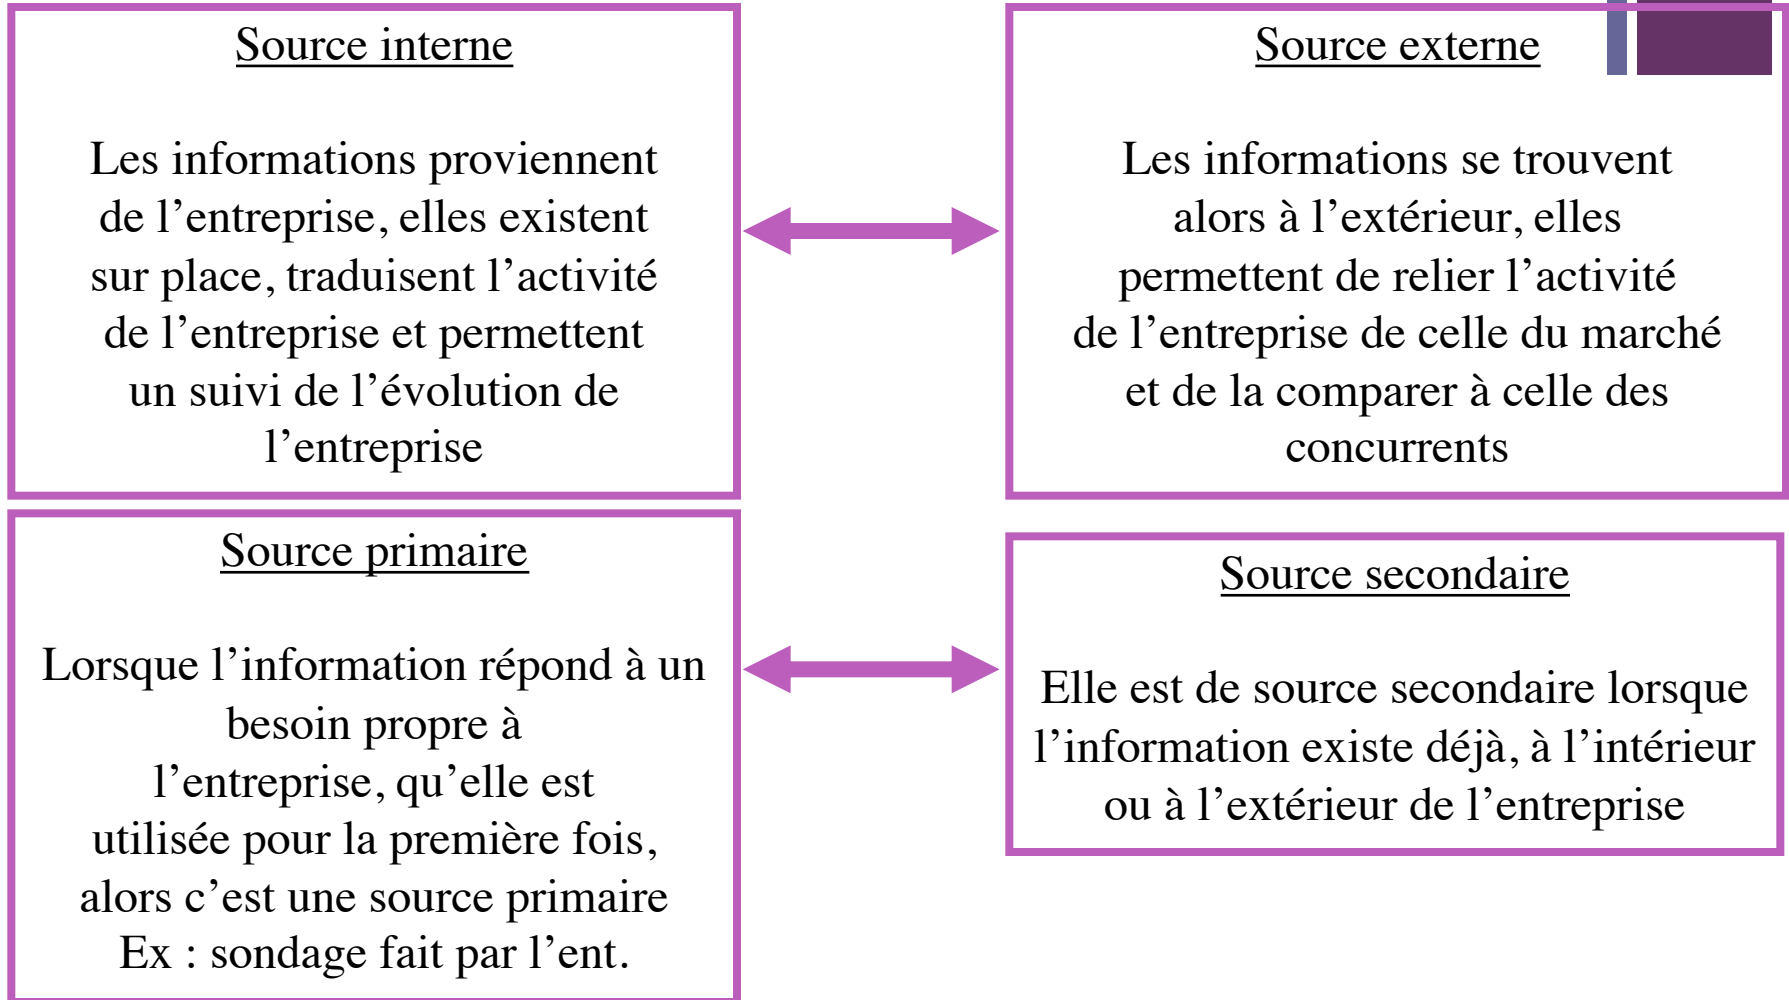 Source interne
Les informations proviennent
de l’entreprise, elles existent
sur place, traduisent l’activité
de l’entreprise et permettent
un suivi de l’évolution de
l’entreprise
Source externe
Les informations se trouvent
alors à l’extérieur, elles
permettent de relier l’activité
de l’entreprise de celle du marché
et de la comparer à celle des
concurrents
Source primaire
Lorsque l’information répond à un
besoin propre à
l’entreprise, qu’elle est
utilisée pour la première fois,
alors c’est une source primaire
Ex : sondage fait par l’ent.
Source secondaire
Elle est de source secondaire lorsque
l’information existe déjà, à l’intérieur
ou à l’extérieur de l’entreprise